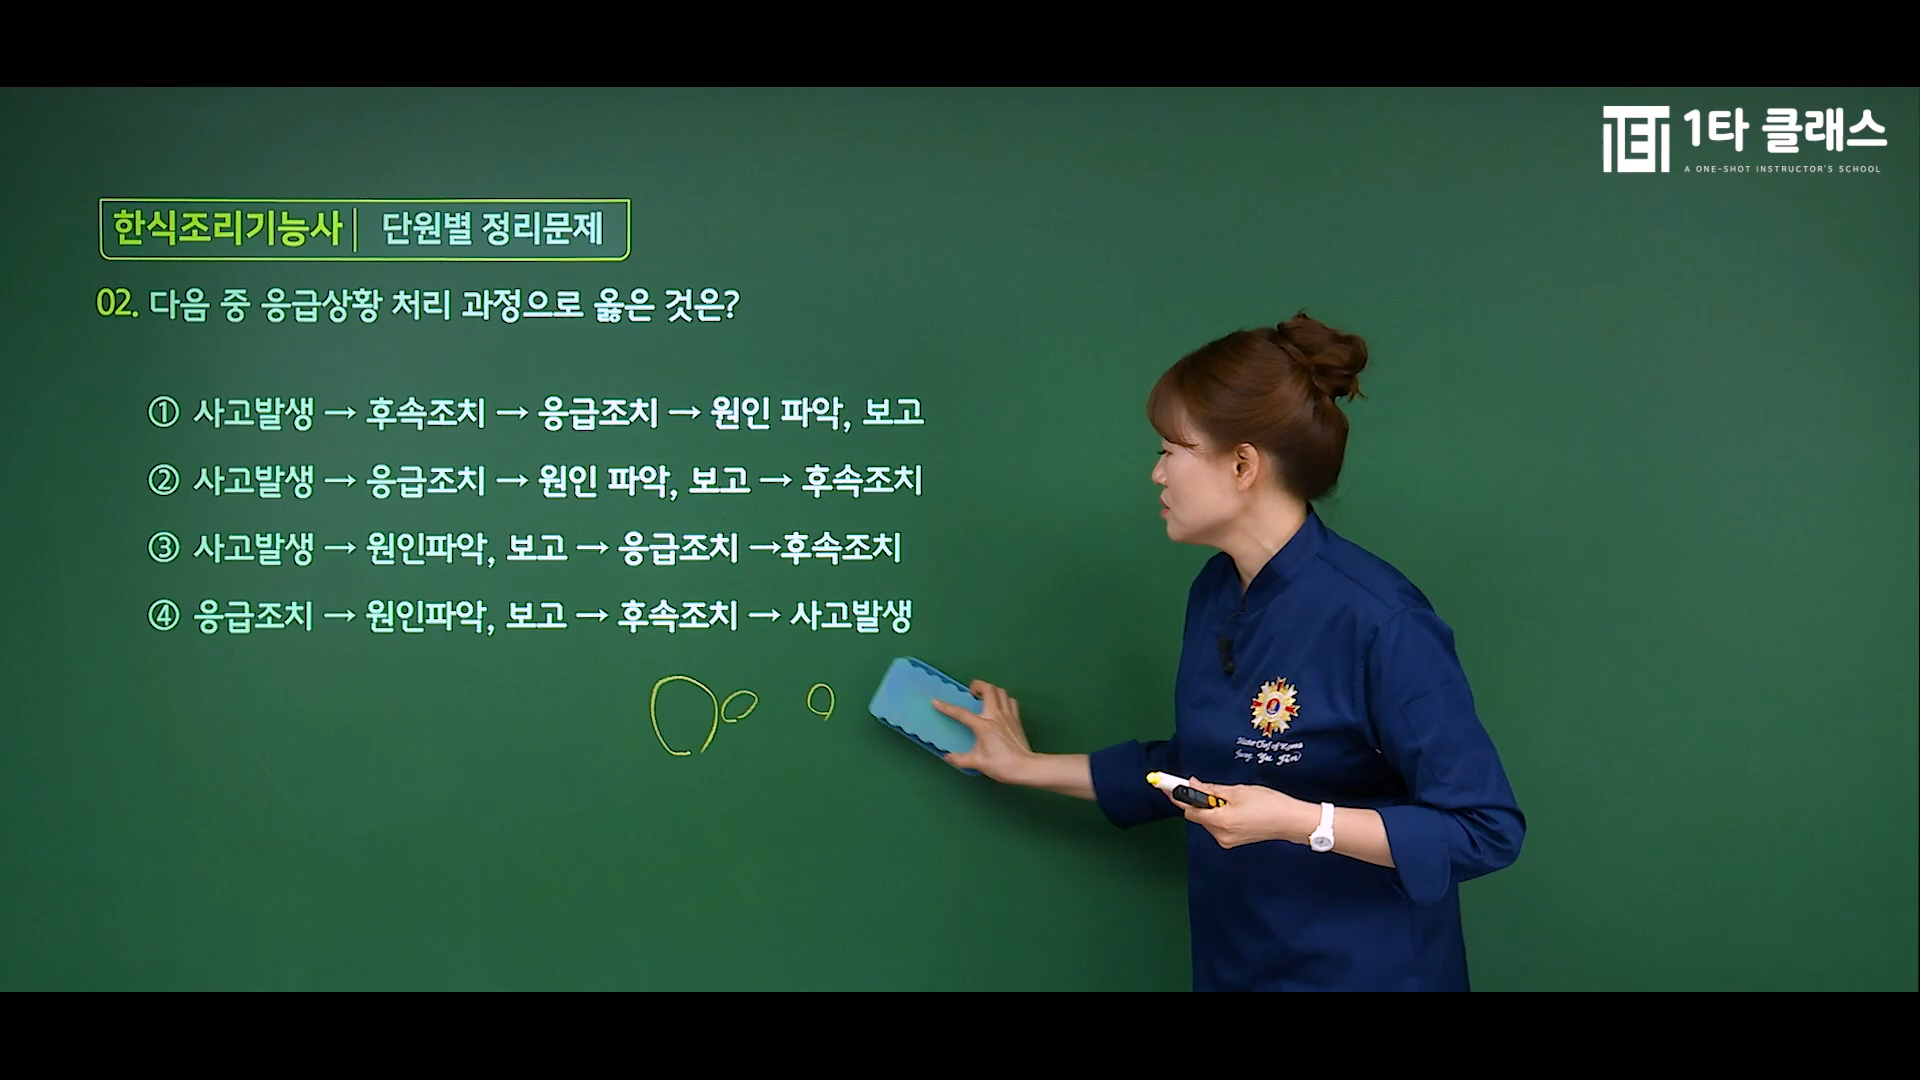 1타 클래스
A ONE-SHOT INSTRUCTOR'S SCHOOL
한식조리기능사 | 단원별 정리문제
02. 다음 중 응급상황 처리 과정으로 옳은 것은?
① 사고발생 → 후속조치 → 응급조치 → 원인 파악, 보고
② 사고발생 → 응급조치 → 원인 파악, 보고 → 후속조치
③ 사고발생 → 원인파악, 보고 → 응급조치 →후속조치
④ 응급조치 → 원인파악, 보고 → 후속조치 → 사고발생
Master Chef of Korea
Yu Jin